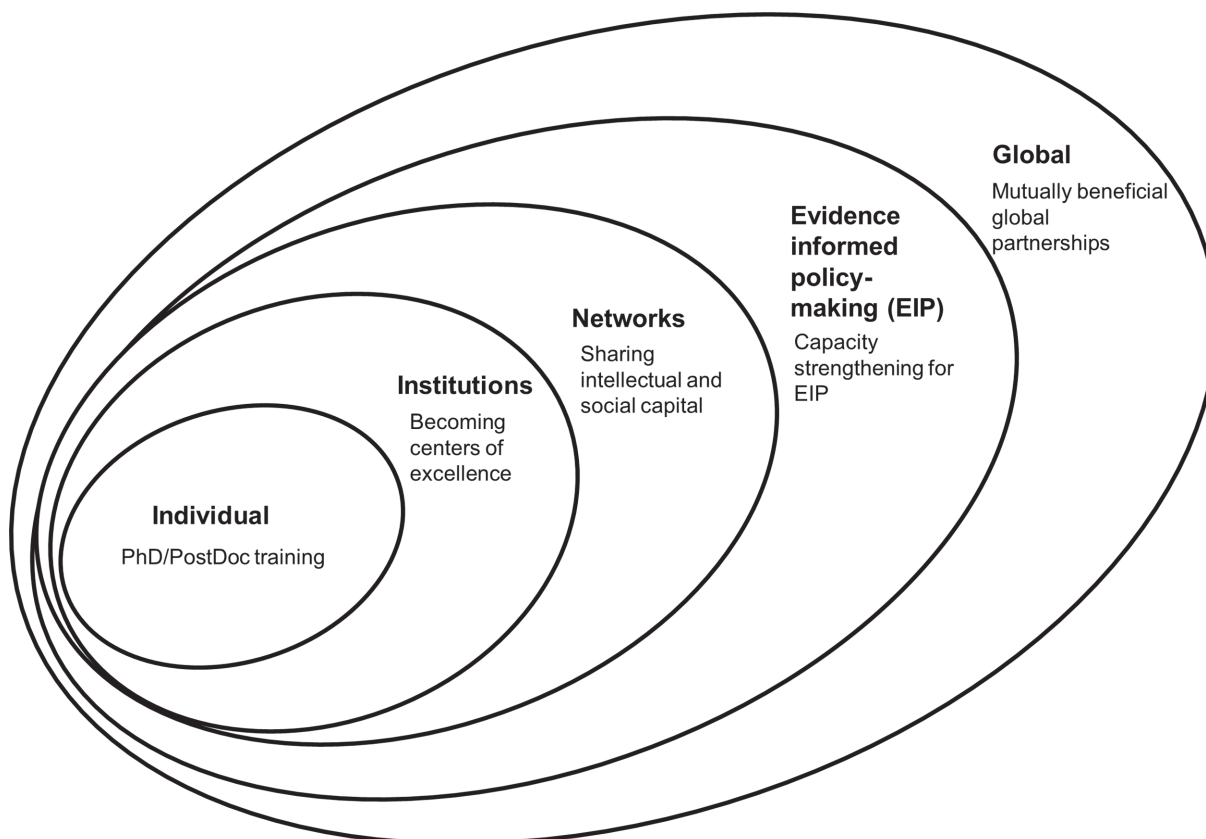 Global
Mutually beneficial
global
partnerships
Evidence
informed
policy-
making (EIP)
Capacity
strengthening for
EIP
Networks
Sharing
intellectual and
social capital
Institutions
Becoming
centers of
excellence
Individual
PhD/PostDoc training